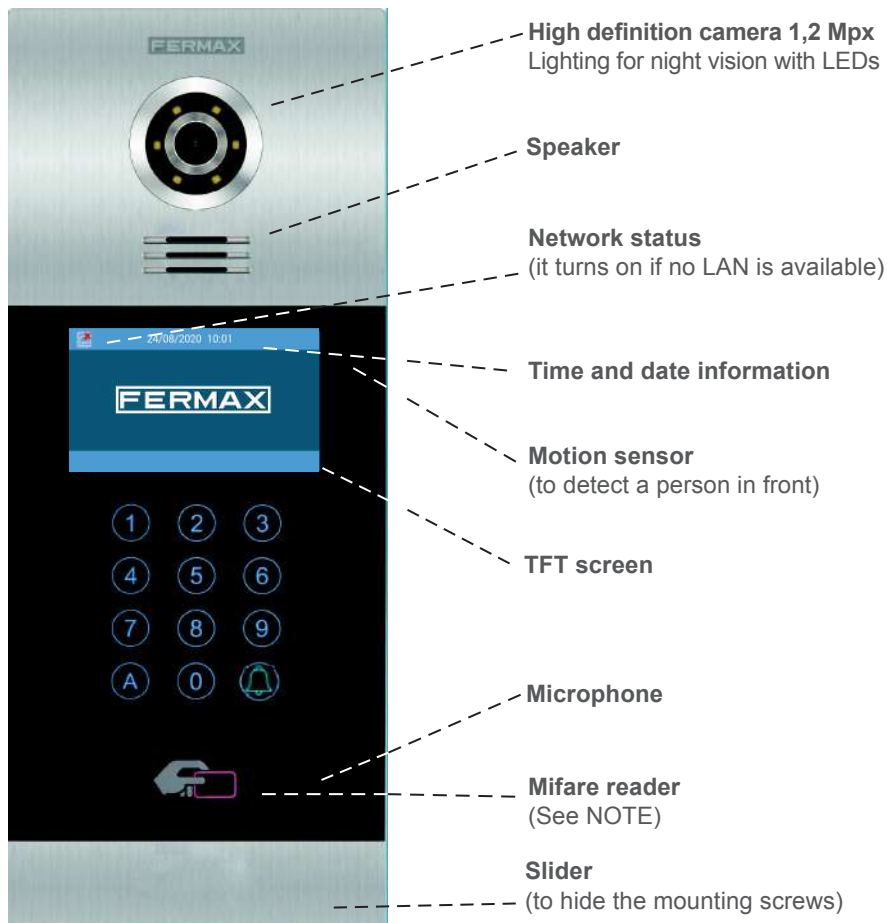 FERMAX
High definition camera 1,2 Mpx
Lighting for night vision with LEDs
Speaker
Network status
(it turns on if no LAN is available)
24/08/2020 10:01
Time and date information
FERMAX
Motion sensor
(to detect a person in front)
1 2 3
4 5 6
TFT screen
7 8 9
A 0
Microphone
Mifare reader
(See NOTE)
Slider
(to hide the mounting screws)